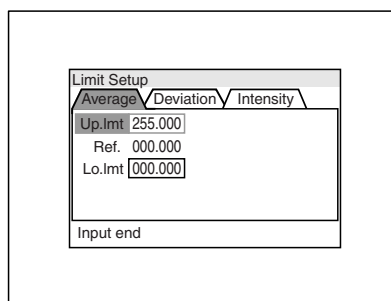 Limit Setup
Average Deviation Intensity
Up.lmt 255.000
Ref. 000.000
Lo.lmt 000.000
Input end